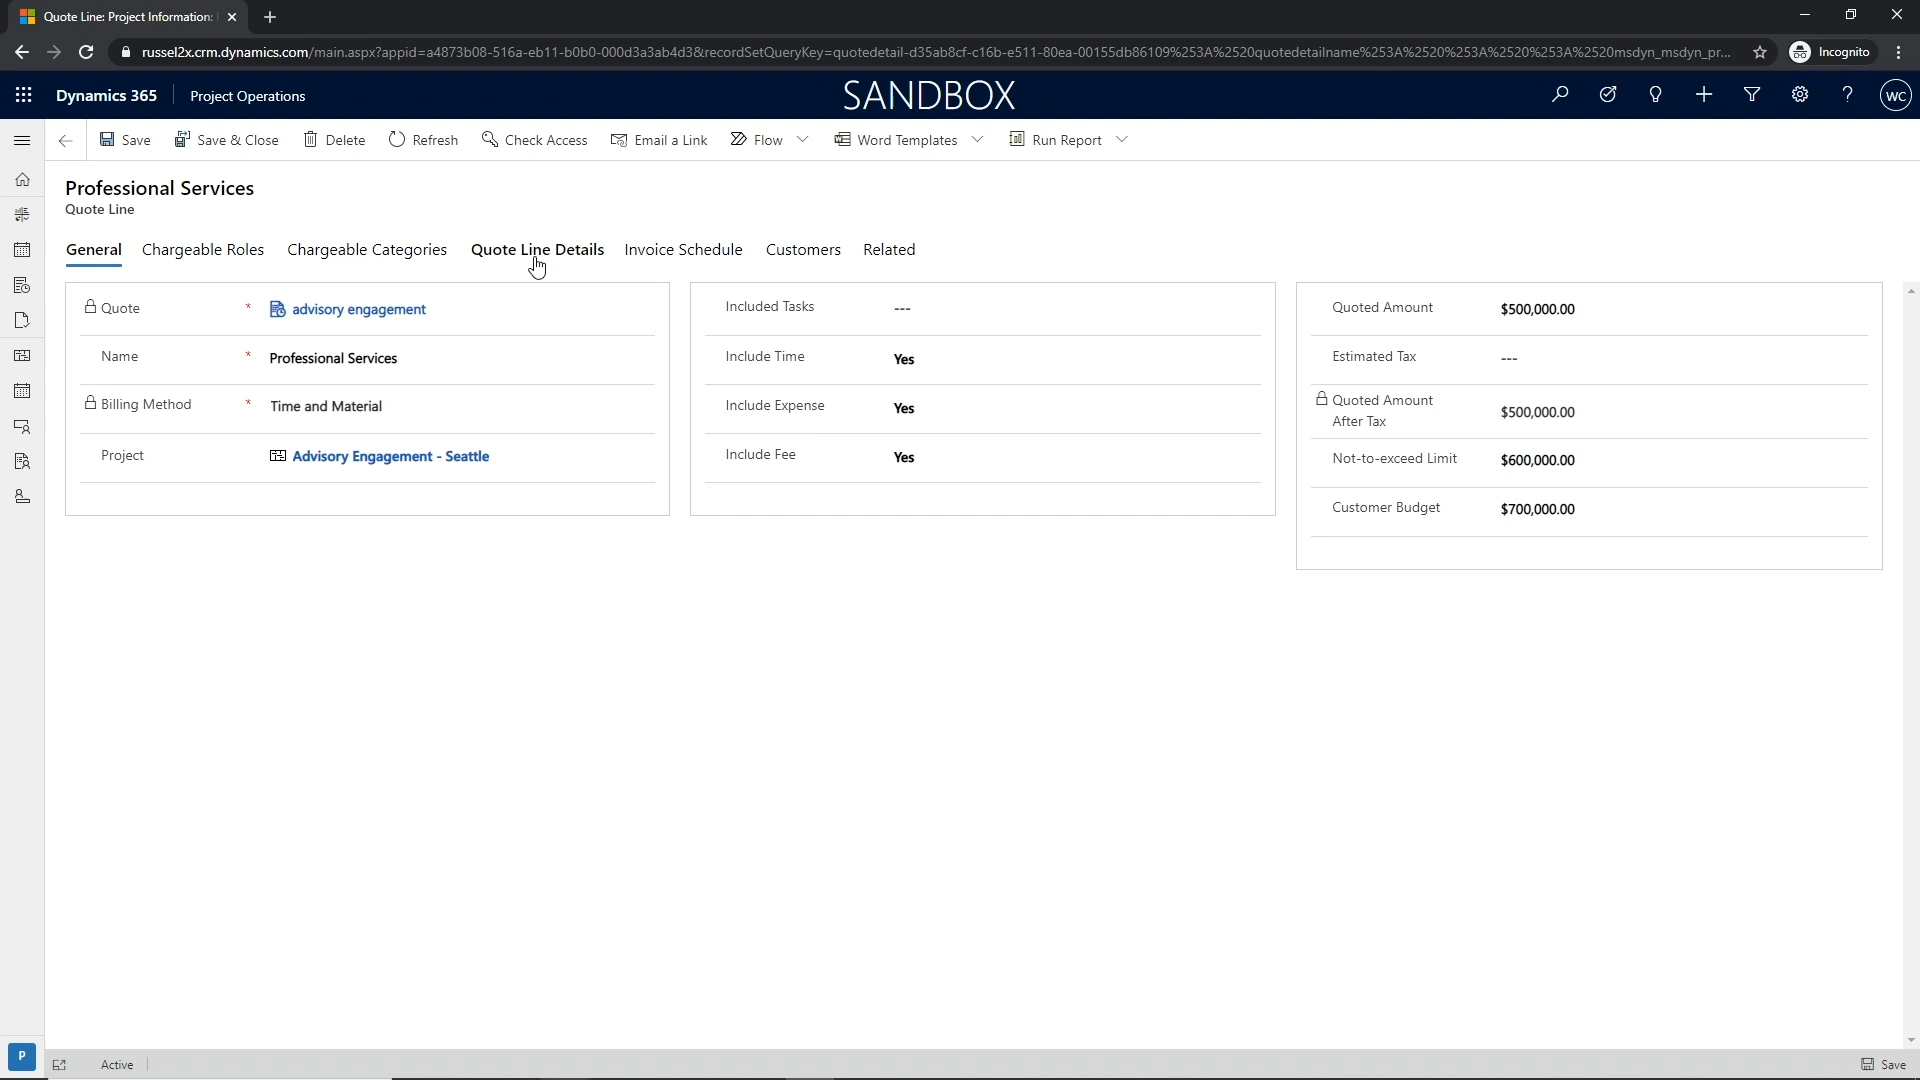 Quote Line: Project Information:
russel2x.crm.dynamics.com/main.aspx?appid=a4873b08-516a-eb11-b0b0-000d3a3ab4d3&recordSetQueryKey=quotedetail-d35ab8cf-c16b-e511-80ea-00155db86109%253A%2520quotedetailname%253A%2520%253A%2520%253A%2520msdyn_msdyn_pr...
Incognito
Dynamics 365
Project Operations
SANDBOX
WC
Save
Save & Close
Delete
Refresh
Check Access
Email a Link
Flow
Word Templates
Run Report
Professional Services
Quote Line
General
Chargeable Roles
Chargeable Categories
Quote Line Details
Invoice Schedule
Customers
Related
Quote * advisory engagement
Name * Professional Services
Billing Method * Time and Material
Project Advisory Engagement - Seattle
Included Tasks ---
Include Time Yes
Include Expense Yes
Include Fee Yes
Quoted Amount $500,000.00
Estimated Tax ---
Quoted Amount
After Tax $500,000.00
Not-to-exceed Limit $600,000.00
Customer Budget $700,000.00
P
Active
Save